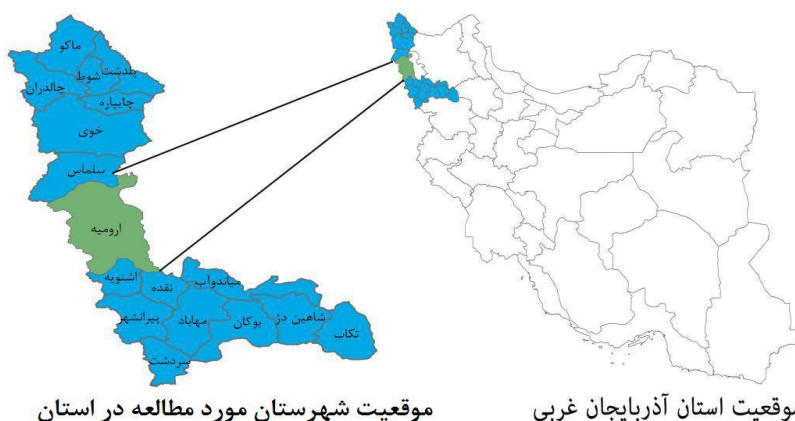 ماکو
پلدشت
شوط
چالدران
چایپاره
خوی
سلماس
ارومیه
اشنویه
نقده
میاندوآب
پیرانشهر
مهاباد
بوکان
شاهین دژ
تکاب
سردشت
موقعیت استان آذربایجان غربی
موقعیت شهرستان مورد مطالعه در استان